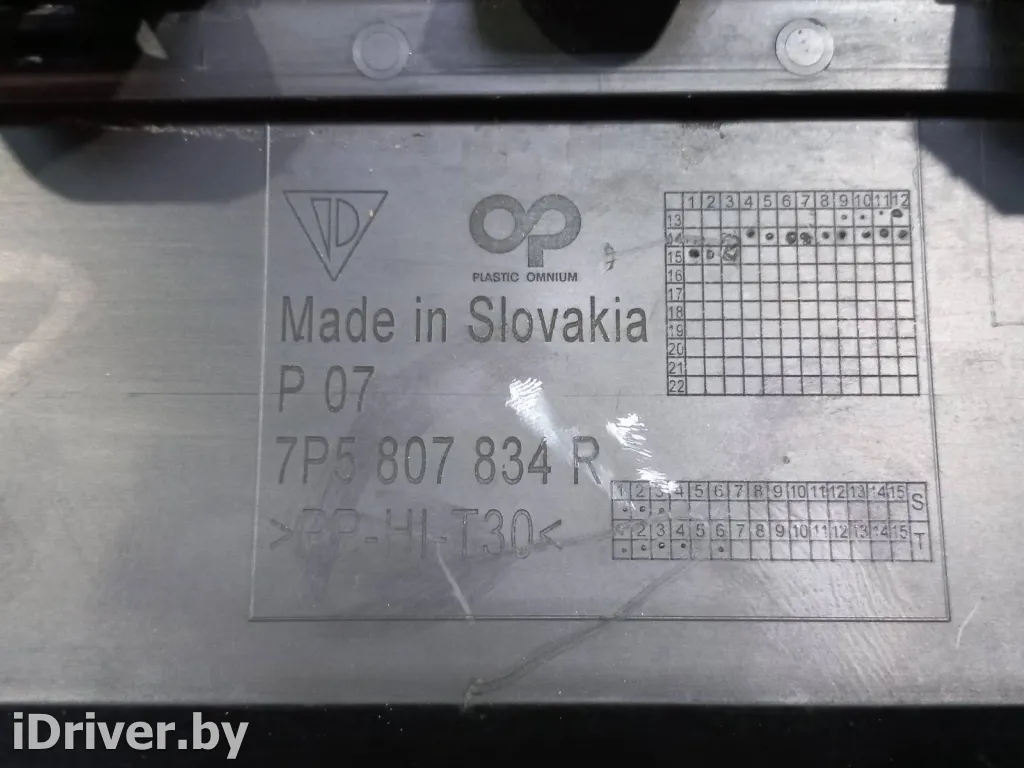 OP
PLASTIC OMNIUM
Made in Slovakia
P 07
7P5 807 834 R
>PP-HI-T30<
1 2 3 4 5 6 7 8 9 10 11 12
13
14
15
16
17
18
19
20
21
22
1 2 3 4 5 6 7 8 9 10 11 12 13 14 15 S
1 2 3 4 5 6 7 8 9 10 11 12 13 14 15 T
iDriver.by